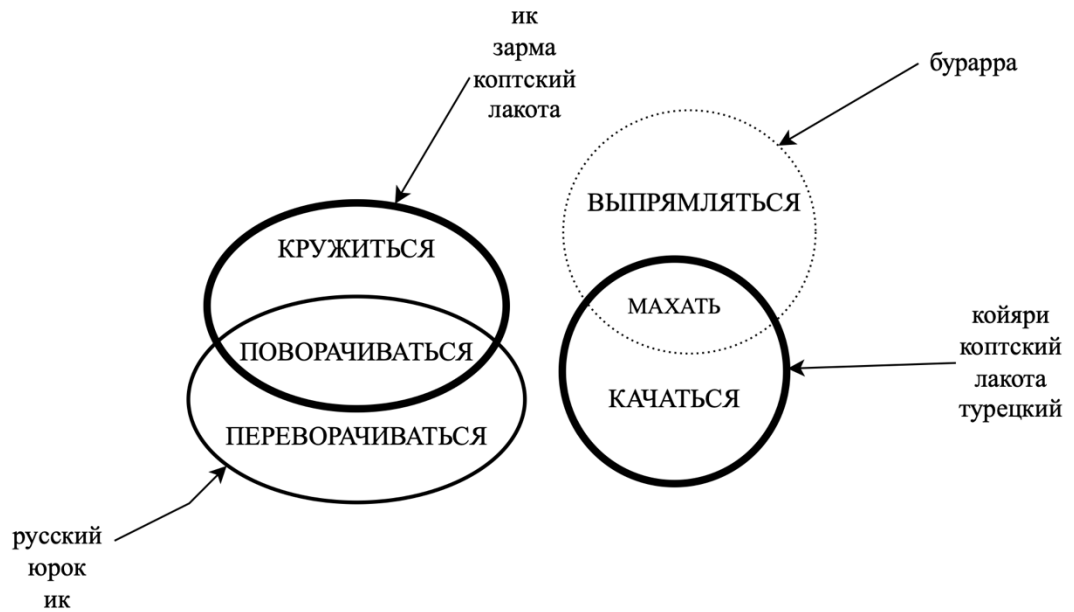 ик
зарма
коптский
лакота
бурарра
ВЫПРЯМЛЯТЬСЯ
КРУЖИТЬСЯ
МАХАТЬ
ПОВОРАЧИВАТЬСЯ
КАЧАТЬСЯ
ПЕРЕВОРАЧИВАТЬСЯ
койяри
коптский
лакота
турецкий
русский
юрок
ик